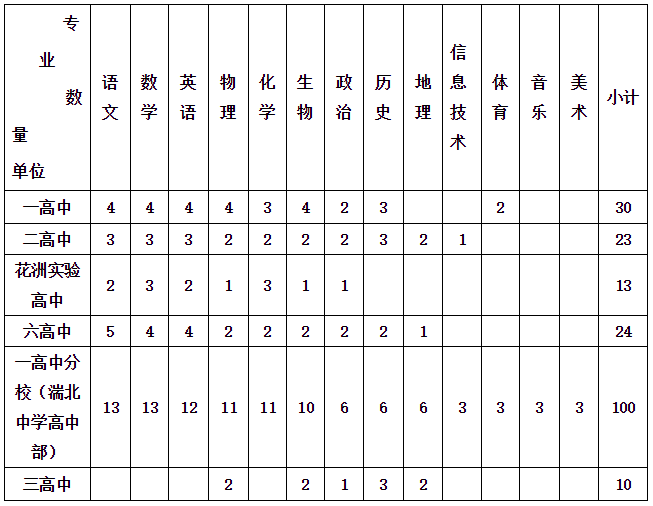 专
业
数
量
单位
语文 数学 英语 物理 化学 生物 政治 历史 地理 信息技术 体育 音乐 美术 小计
一高中 4 4 4 4 3 4 2 3 2 30
二高中 3 3 3 2 2 2 2 3 2 1 23
花洲实验
高中 2 3 2 1 3 1 1 13
六高中 5 4 4 2 2 2 2 2 1 24
一高中分
校（湍北
中学高中
部） 13 13 12 11 11 10 6 6 6 3 3 3 3 100
三高中 2 2 1 3 2 10